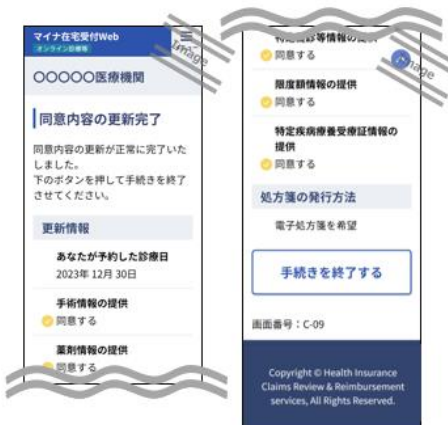 マイナ在宅受付Web
オンライン診療等
Image
〇〇〇〇〇医療機関
同意内容の更新完了
同意内容の更新が正常に完了いた
しました。
下のボタンを押して手続きを終了
させてください。
更新情報
あなたが予約した診療日
2023年 12月 30日
手術情報の提供
同意する
薬剤情報の提供
同意する
Image
同意する
限度額情報の提供
同意する
特定疾病療養受療証情報の
提供
同意する
処方箋の発行方法
電子処方箋を希望
手続きを終了する
画面番号：C-09
Copyright © Health Insurance
Claims Review & Reimbursement
services, All Rights Reserved.